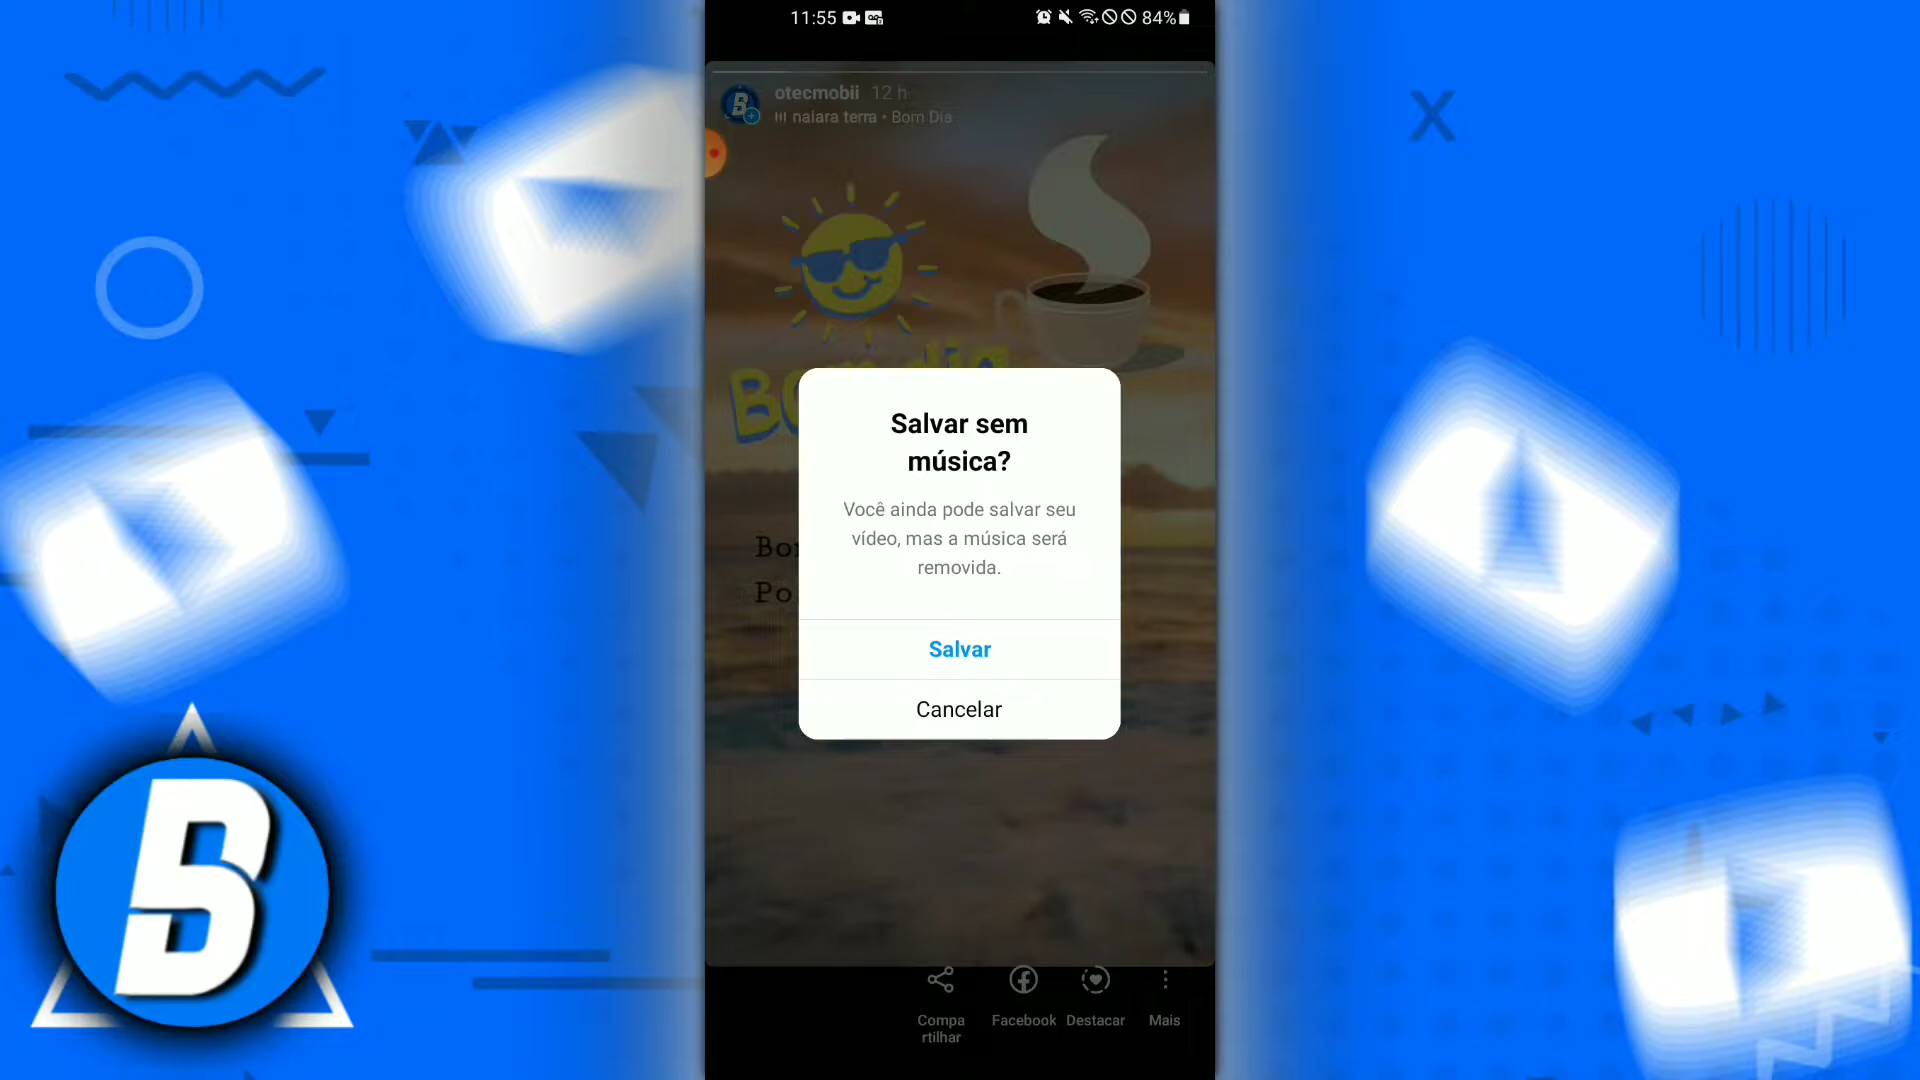 11:55
84%
otecmobii 12 h
naiara terra • Bom Dia
Salvar sem
música?
Você ainda pode salvar seu
vídeo, mas a música será
removida.
Salvar
Cancelar
Compa
rtilhar
Facebook
Destacar
Mais